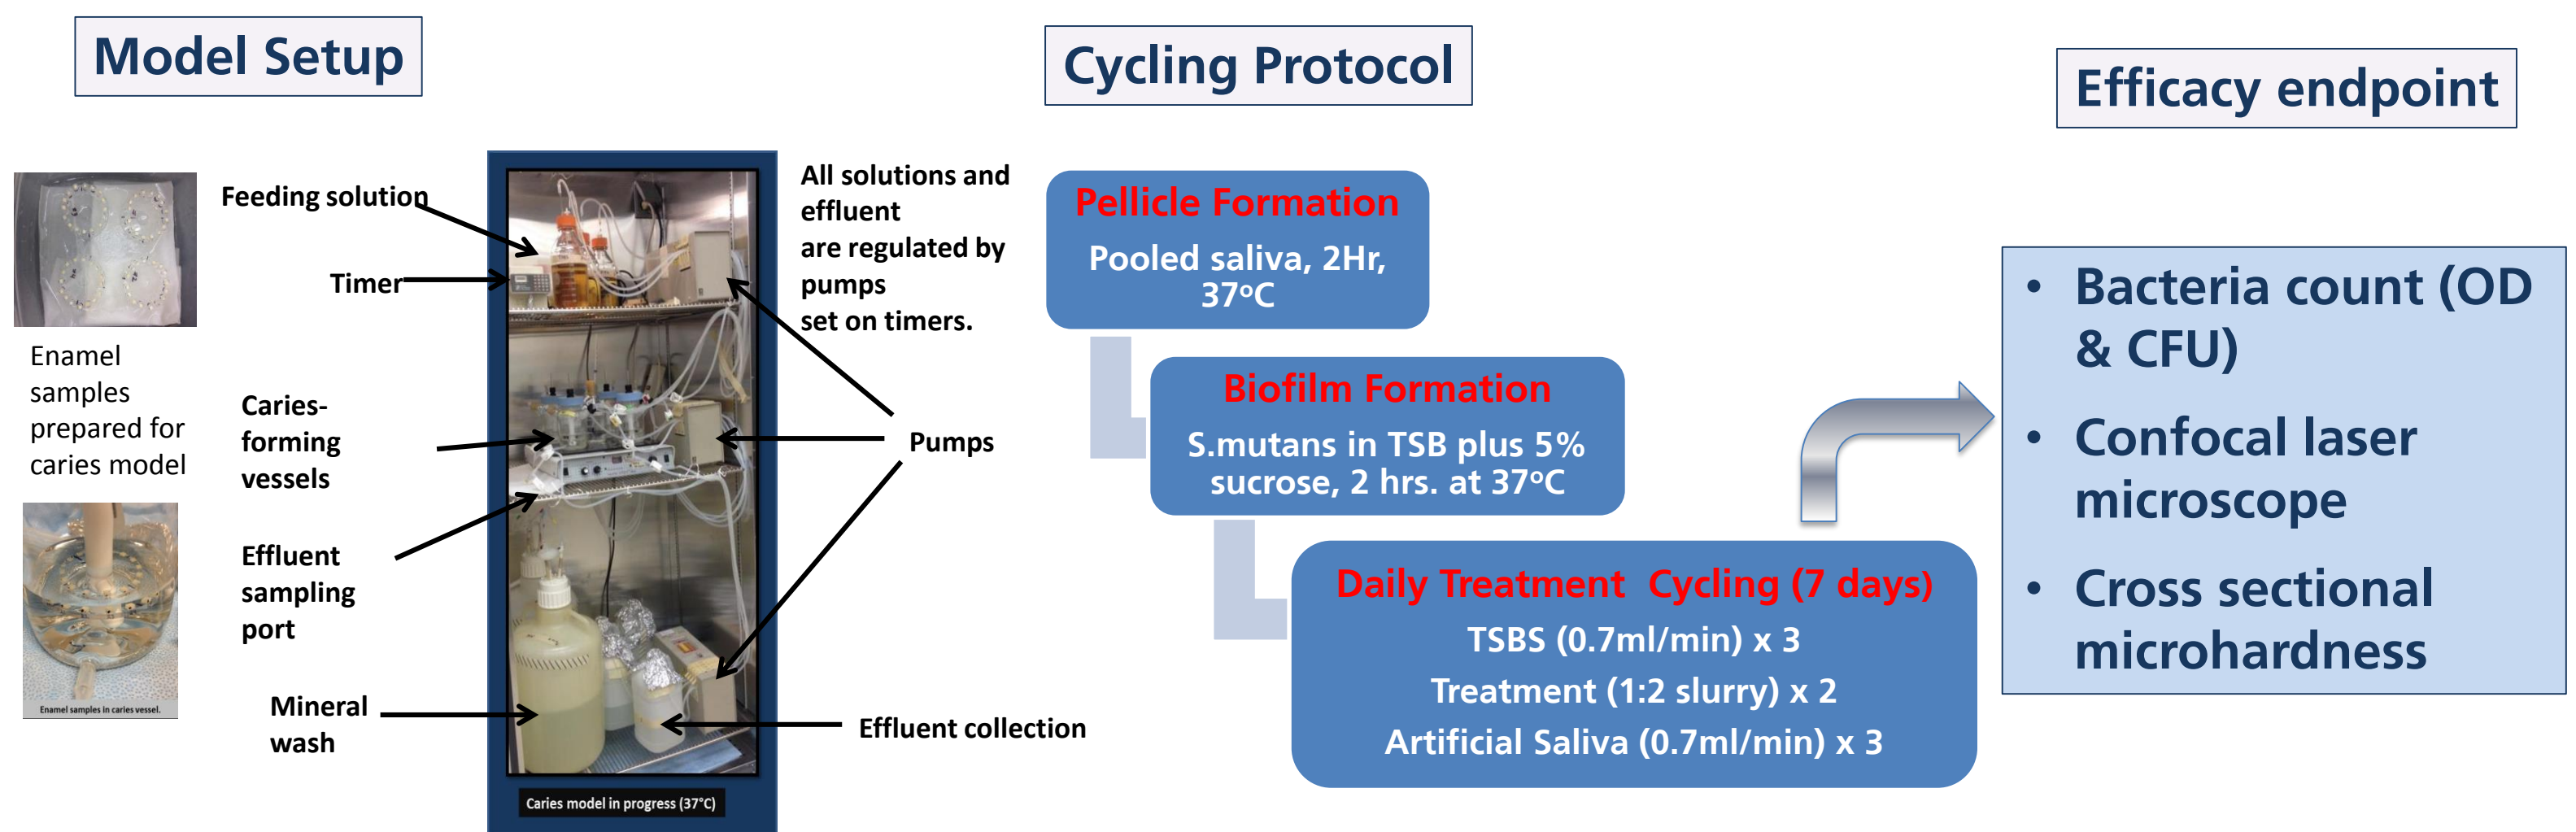 Model Setup
Cycling Protocol
Efficacy endpoint
Enamel
samples
prepared for
caries model
Enamel samples in caries vessel.
Feeding solution
Timer
Caries-
forming
vessels
Effluent
sampling
port
Mineral
wash
All solutions and
effluent
are regulated by
pumps
set on timers.
Pumps
Effluent collection
Caries model in progress (37°C)
Pellicle Formation
Pooled saliva, 2Hr,
37°C
Biofilm Formation
S.mutans in TSB plus 5%
sucrose, 2 hrs. at 37°C
Daily Treatment  Cycling (7 days)
TSBS (0.7ml/min) x 3
Treatment (1:2 slurry) x 2
Artificial Saliva (0.7ml/min) x 3
• Bacteria count (OD
& CFU)
• Confocal laser
microscope
• Cross sectional
microhardness